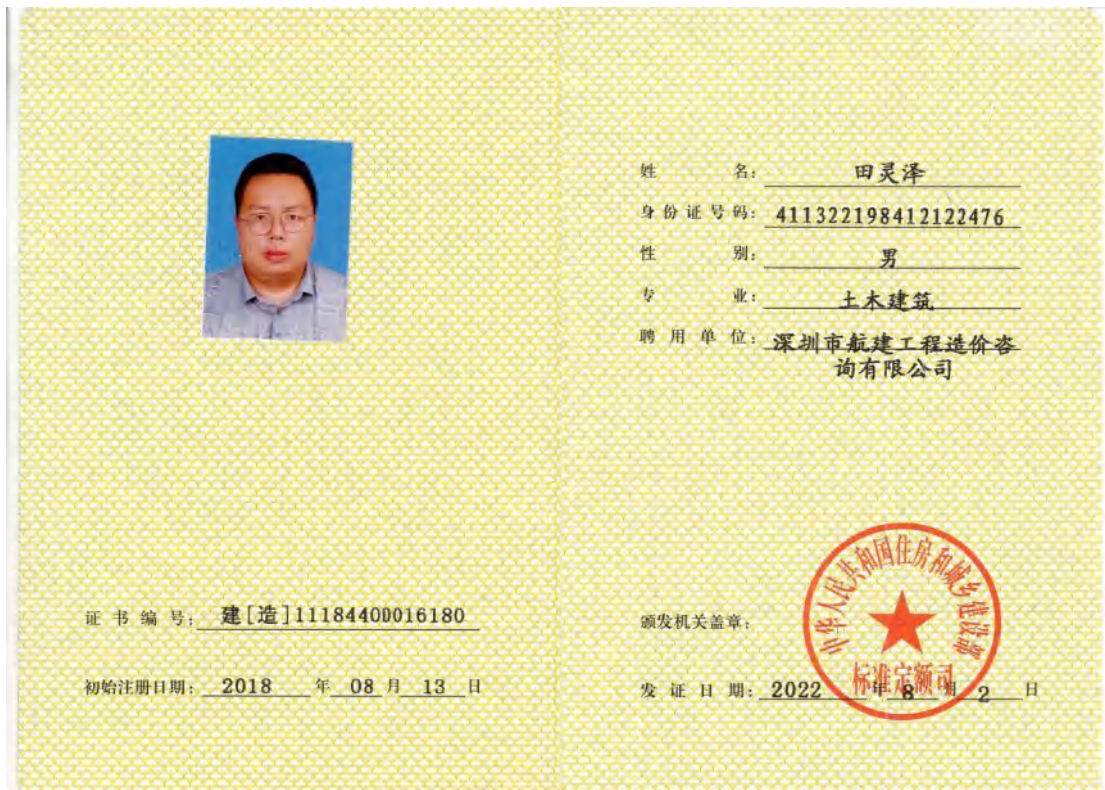 姓 名: 田灵泽
身份证号码: 411322198412122476
性 别: 男
专 业: 土木建筑
聘用单位: 深圳市航建工程造价咨
询有限公司
证书编号: 建[造]11184400016180
初始注册日期: 2018 年 08 月 13 日
颁发机关盖章:
中华人民共和国住房和城乡建设部
标准定额司
发证日期: 2022 年 8 月 2 日